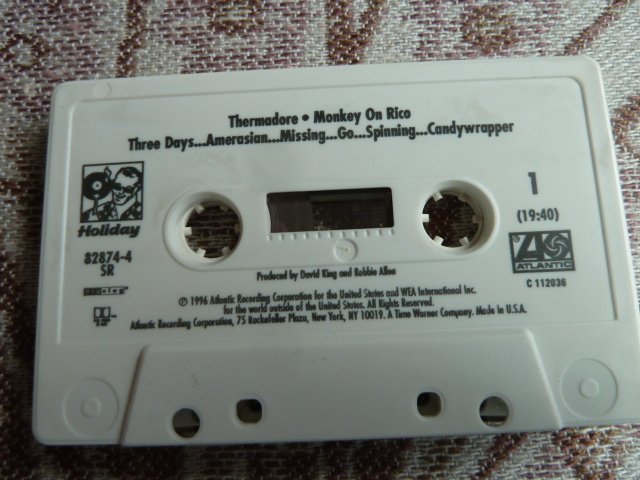 Thermadore • Monkey On Rico
Three Days...Amerasian...Missing...Go...Spinning...Candywrapper
Holiday
82874-4
SR
1
(19:40)
ATLANTIC
C 112036
Produced by David King and Robbie Allen
℗ 1996 Atlantic Recording Corporation for the United States and WEA International Inc.
for the world outside of the United States. All Rights Reserved.
Atlantic Recording Corporation, 75 Rockefeller Plaza, New York, NY 10019. A Time Warner Company. Made in U.S.A.